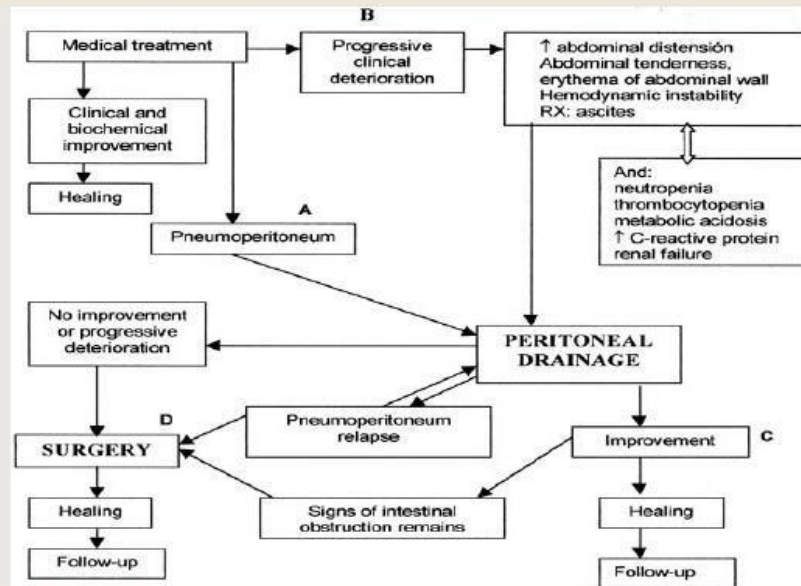 B
Medical treatment
Progressive
clinical
deterioration
↑ abdominal distensión
Abdominal tenderness,
erythema of abdominal wall
Hemodynamic instability
RX: ascites
Clinical and
biochemical
improvement
And:
neutropenia
thrombocytopenia
metabolic acidosis
↑ C-reactive protein
renal failure
Healing
A
Pneumoperitoneum
No improvement
or progressive
deterioration
PERITONEAL
DRAINAGE
Pneumoperitoneum
relapse
D
SURGERY
Improvement
C
Healing
Signs of intestinal
obstruction remains
Healing
Follow-up
Follow-up